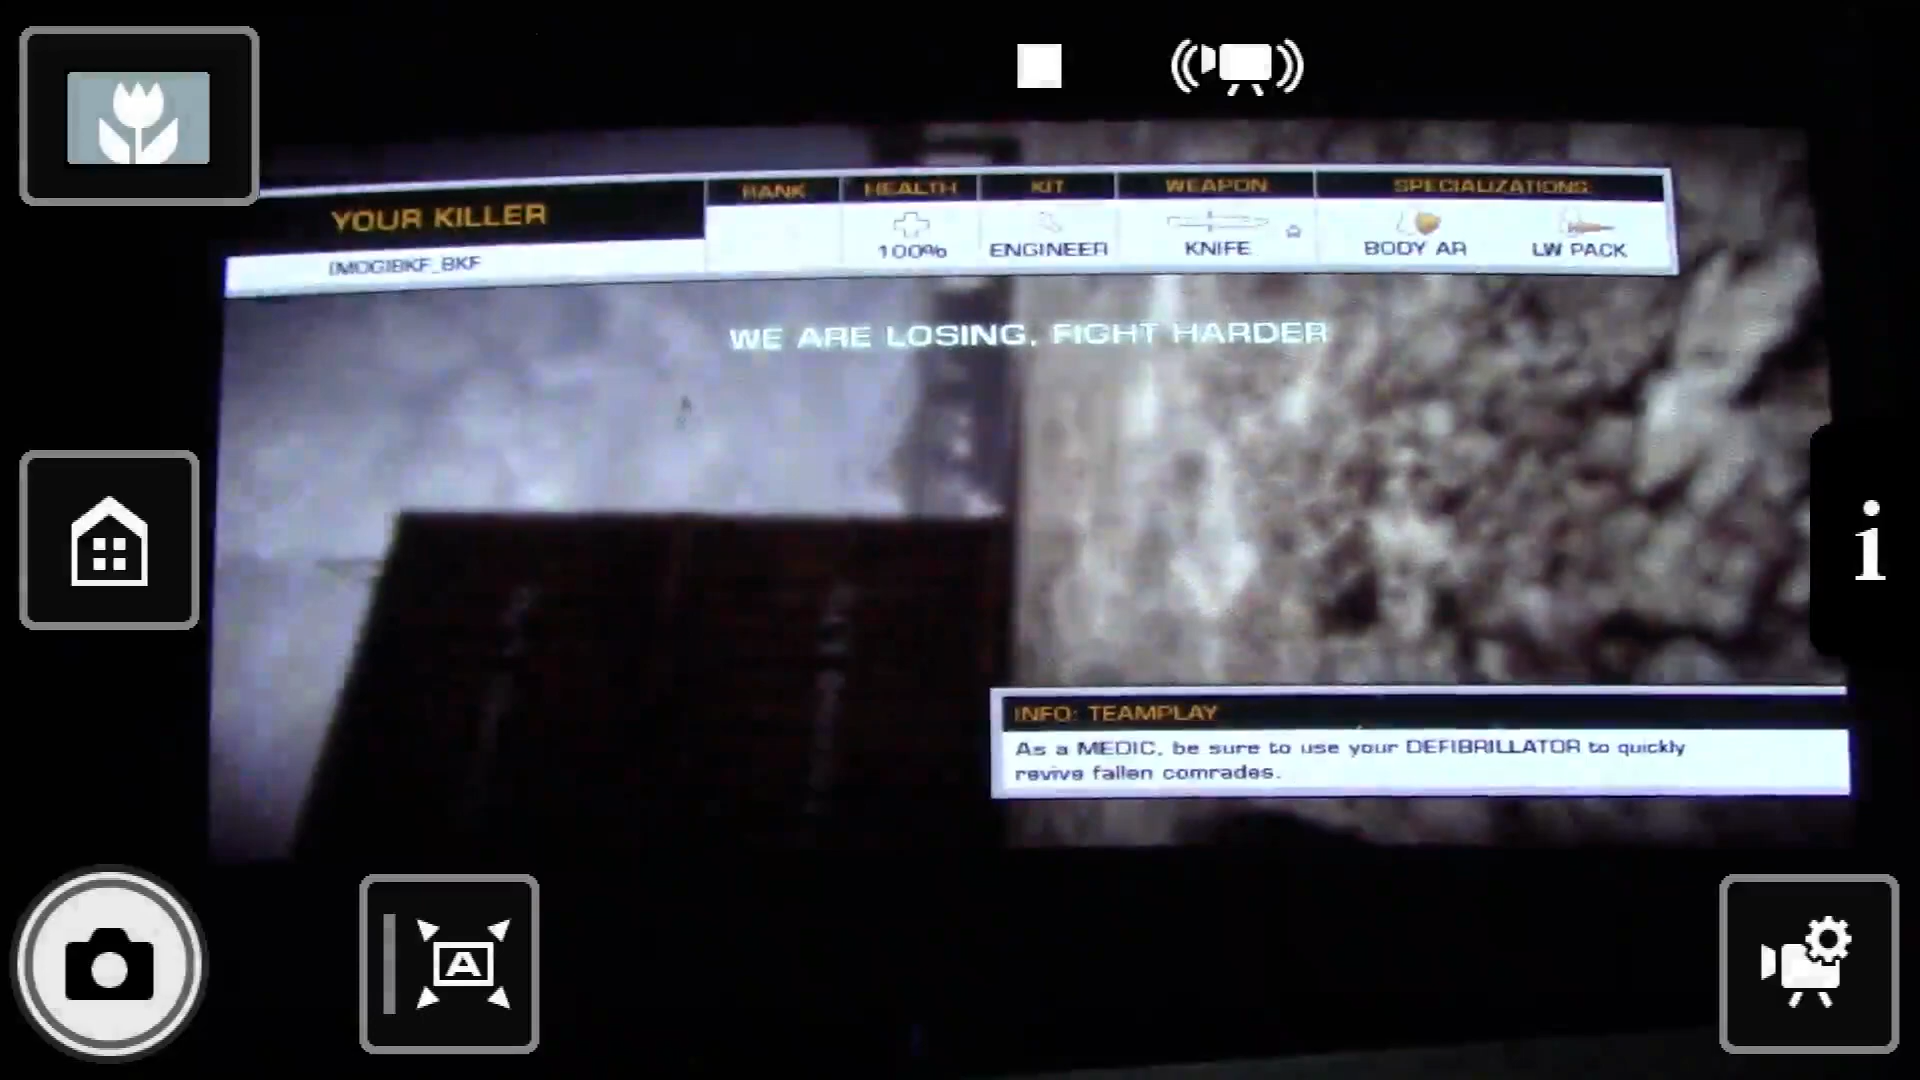 YOUR KILLER
RANK HEALTH KIT WEAPON SPECIALIZATIONS:
100% ENGINEER KNIFE BODY AR LW PACK
WE ARE LOSING, FIGHT HARDER
i
INFO: TEAMPLAY
As a MEDIC, be sure to use your DEFIBRILLATOR to quickly
revive fallen comrades.
A